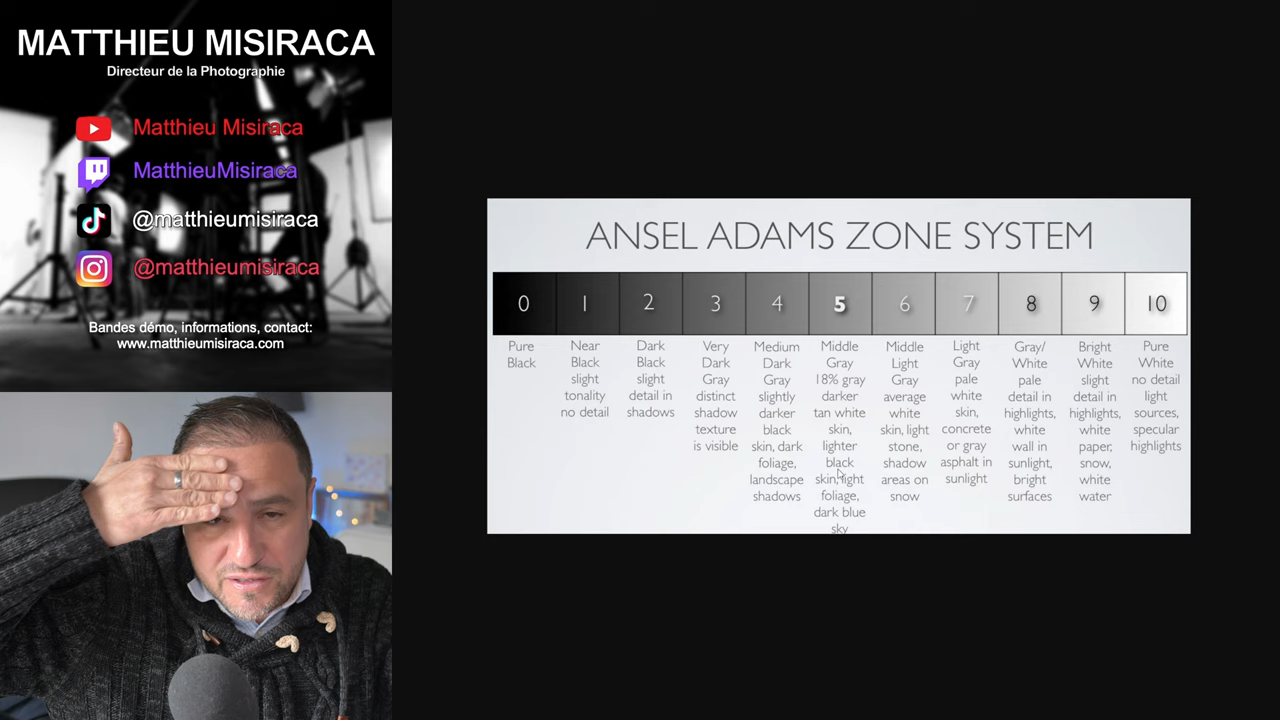 MATTHIEU MISIRACA
Directeur de la Photographie
Matthieu Misiraca
MatthieuMisiraca
@matthieumisiraca
@matthieumisiraca
Bandes démo, informations, contact:
www.matthieumisiraca.com
ANSEL ADAMS ZONE SYSTEM
0
1
2
3
4
5
6
7
8
9
10
Pure
Black
Near
Black
slight
tonality
no detail
Dark
Black
slight
detail in
shadows
Very
Dark
Gray
distinct
shadow
texture
is visible
Medium
Dark
Gray
slightly
darker
black
skin, dark
foliage,
landscape
shadows
Middle
Gray
18% gray
darker
tan white
skin,
lighter
black
skin, light
foliage,
dark blue
sky
Middle
Light
Gray
average
white
skin, light
stone,
shadow
areas on
snow
Light
Gray
pale
white
skin,
concrete
or gray
asphalt in
sunlight
Gray/
White
pale
detail in
highlights,
white
wall in
sunlight,
bright
surfaces
Bright
White
slight
detail in
highlights,
white
paper,
snow,
white
water
Pure
White
no detail
light
sources,
specular
highlights